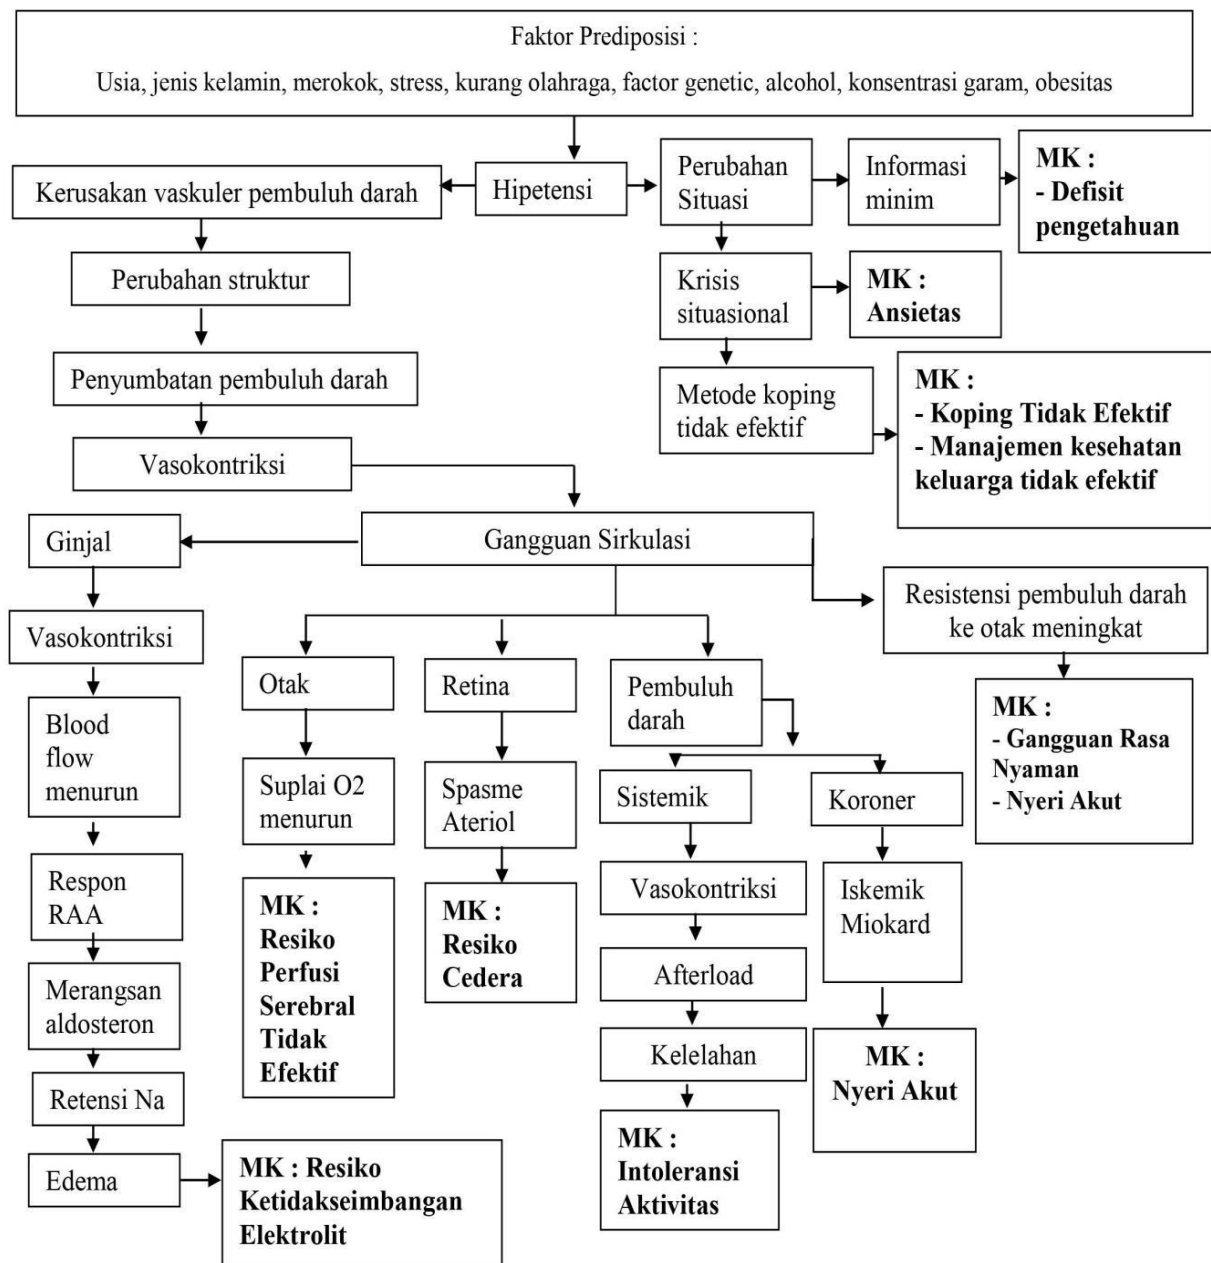 Faktor Prediposisi :
Usia, jenis kelamin, merokok, stress, kurang olahraga, factor genetic, alcohol, konsentrasi garam, obesitas
Kerusakan vaskuler pembuluh darah
Hipetensi
Perubahan
Situasi
Informasi
minim
MK :
- Defisit
pengetahuan
Perubahan struktur
Krisis
situasional
MK :
Ansietas
Penyumbatan pembuluh darah
Metode koping
tidak efektif
MK :
- Koping Tidak Efektif
- Manajemen kesehatan
keluarga tidak efektif
Vasokontriksi
Ginjal
Gangguan Sirkulasi
Resistensi pembuluh darah
ke otak meningkat
Vasokontriksi
Otak
Retina
Pembuluh
darah
MK :
- Gangguan Rasa
Nyaman
- Nyeri Akut
Blood
flow
menurun
Suplai O2
menurun
Spasme
Ateriol
Sistemik
Koroner
Respon
RAA
MK :
Resiko
Perfusi
Serebral
Tidak
Efektif
MK :
Resiko
Cedera
Vasokontriksi
Iskemik
Miokard
Merangsan
aldosteron
Afterload
Kelelahan
MK :
Nyeri Akut
Retensi Na
Edema
MK : Resiko
Ketidakseimbangan
Elektrolit
MK :
Intoleransi
Aktivitas